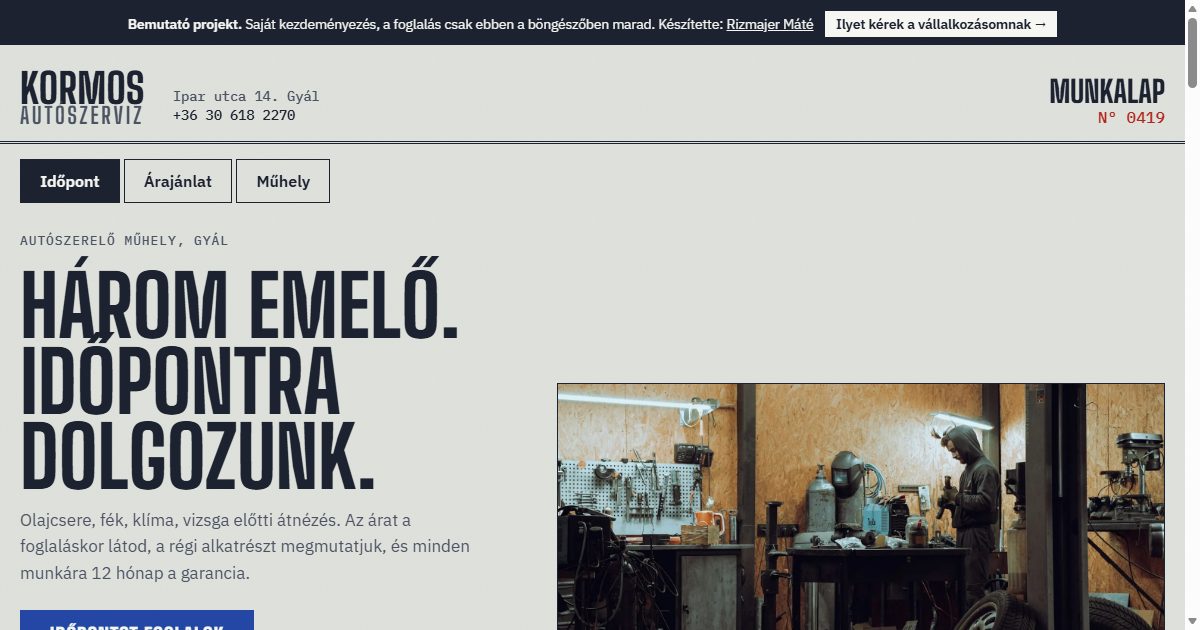 Bemutató projekt. Saját kezdeményezés, a foglalás csak ebben a böngészőben marad. Készítette: Rizmajer Máté
Ilyet kérek a vállalkozásomnak →
KORMOS
AUTÓSZERVIZ
Ipar utca 14. Gyál
+36 30 618 2270
MUNKALAP
N° 0419
Időpont
Árajánlat
Műhely
AUTÓSZERELŐ MŰHELY, GYÁL
HÁROM EMELŐ.
IDŐPONTRA
DOLGOZUNK.
Olajcsere, fék, klíma, vizsga előtti átnézés. Az árat a
foglaláskor látod, a régi alkatrészt megmutatjuk, és minden
munkára 12 hónap a garancia.
IDŐPONTOT FOGLALOK